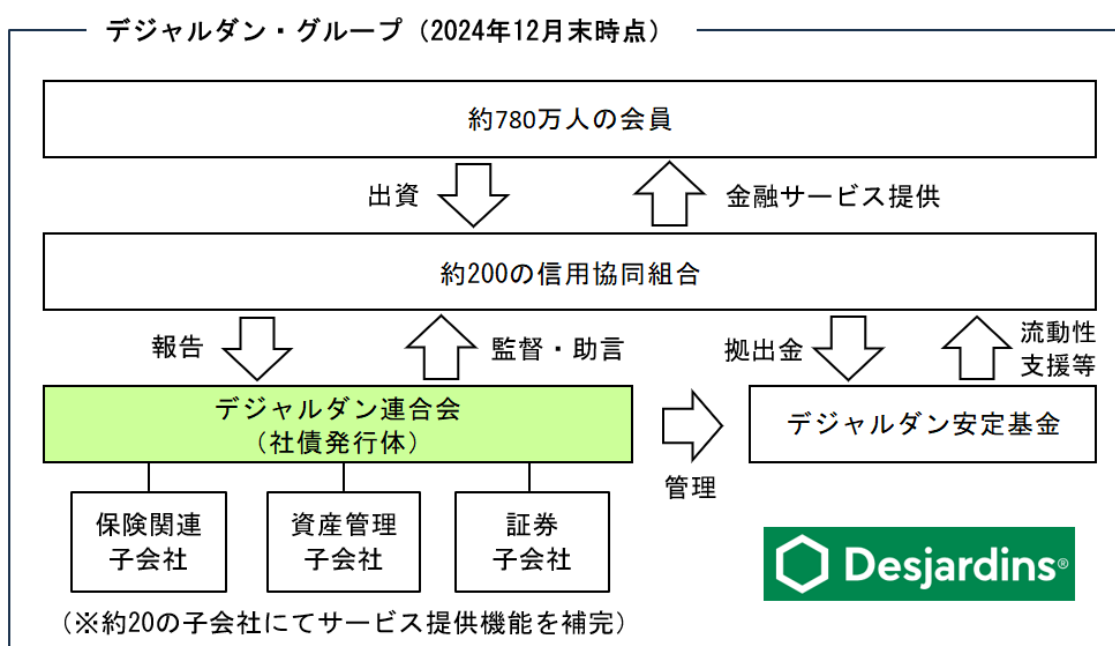 デジャルダン・グループ（2024年12月末時点）
約780万人の会員
出資
金融サービス提供
約200の信用協同組合
報告
監督・助言
拠出金
流動性
支援等
デジャルダン連合会
（社債発行体）
管理
デジャルダン安定基金
保険関連
子会社
資産管理
子会社
証券
子会社
Desjardins®
（※約20の子会社にてサービス提供機能を補完）